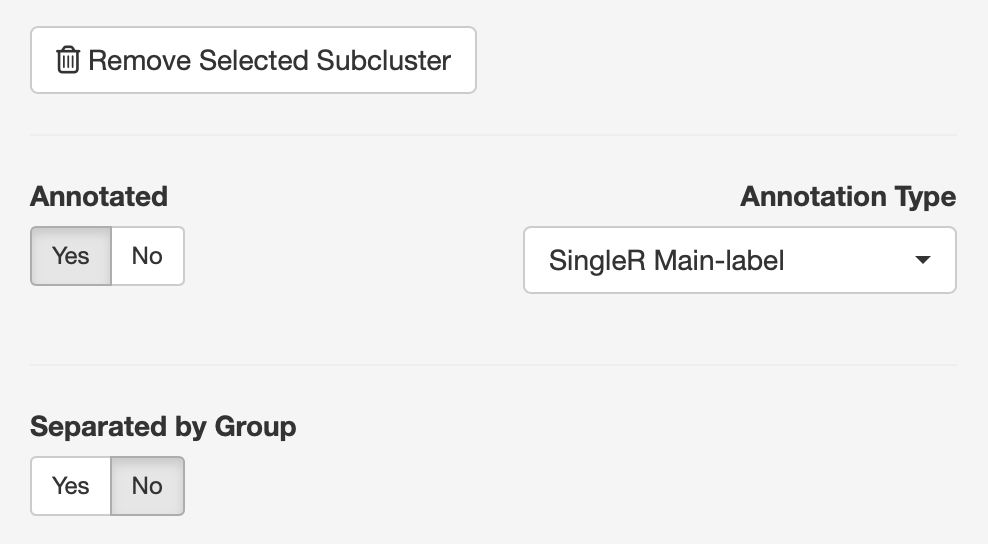 Remove Selected Subcluster
Annotated
Annotation Type
Yes No
SingleR Main-label
Separated by Group
Yes No